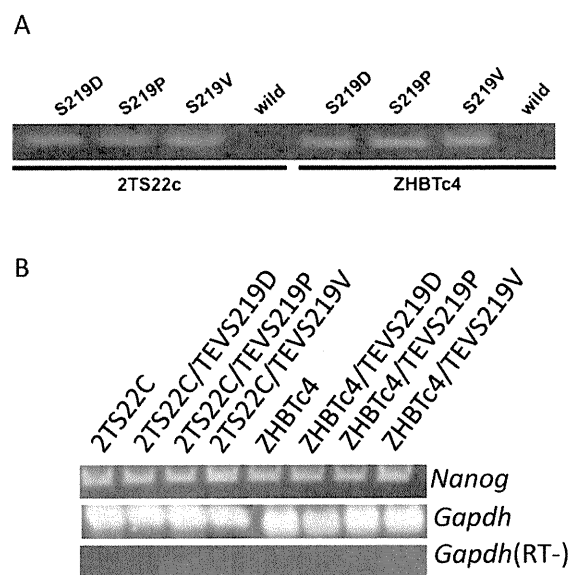 A
S219D S219P S219V wild S219D S219P S219V wild
2TS22c ZHBTc4
B
2TS22C 2TS22C/TEVS219D 2TS22C/TEVS219P 2TS22C/TEVS219V ZHBTc4 ZHBTc4/TEVS219D ZHBTc4/TEVS219P ZHBTc4/TEVS219V
Nanog
Gapdh
Gapdh(RT-)